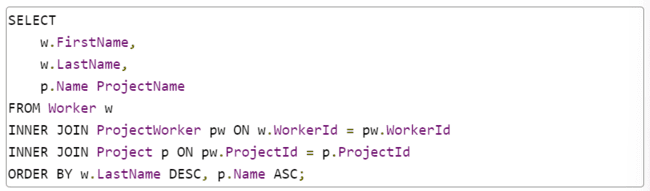 SELECT
    w.FirstName,
    w.LastName,
    p.Name ProjectName
FROM Worker w
INNER JOIN ProjectWorker pw ON w.WorkerId = pw.WorkerId
INNER JOIN Project p ON pw.ProjectId = p.ProjectId
ORDER BY w.LastName DESC, p.Name ASC;